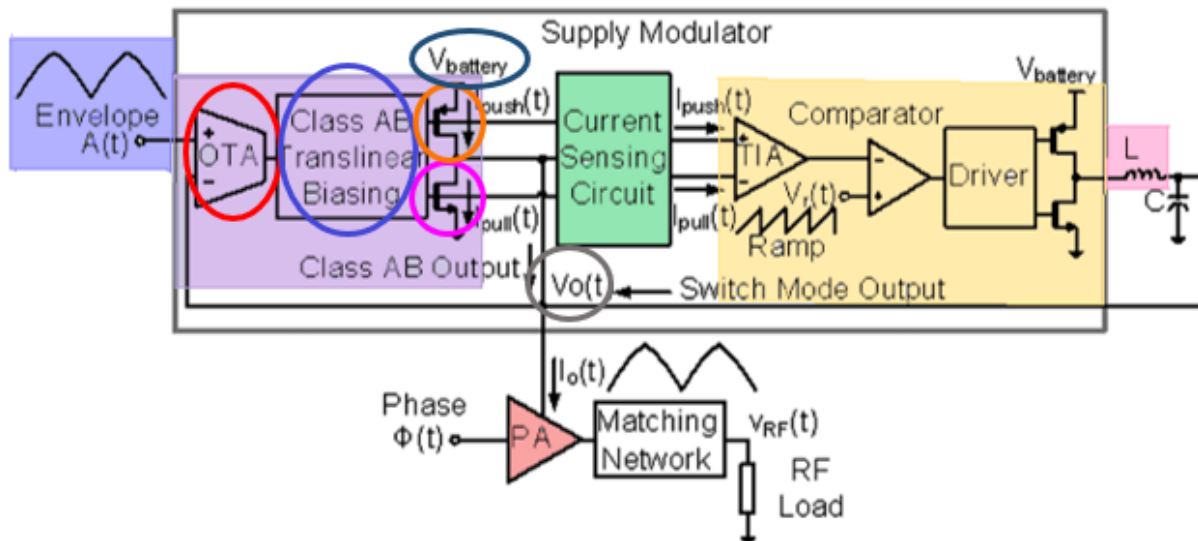 Supply Modulator
Envelope
A(t)
+
−
OTA
Class AB
Translinear
Biasing
Vbattery
Ipush(t)
Ipull(t)
Class AB Output
Current
Sensing
Circuit
Ipush(t)
Ipull(t)
+
−
TIA
Comparator
−
+
Vr(t)
Ramp
Driver
Vbattery
L
C
Vo(t
Switch Mode Output
Io(t)
Phase
Φ(t)
PA
Matching
Network
vRF(t)
RF
Load